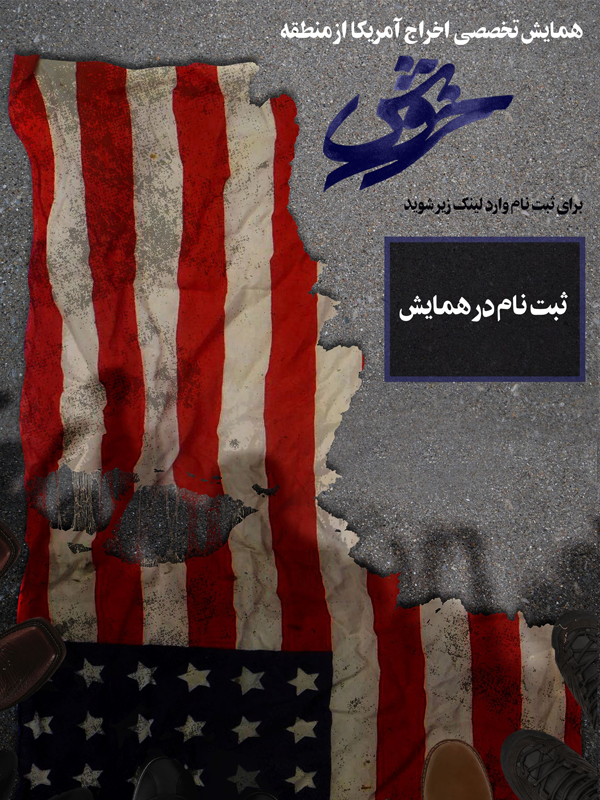 همایش تخصصی اخراج آمریکا از منطقه
برای ثبت نام وارد لینک زیر شوید
ثبت نام در همایش